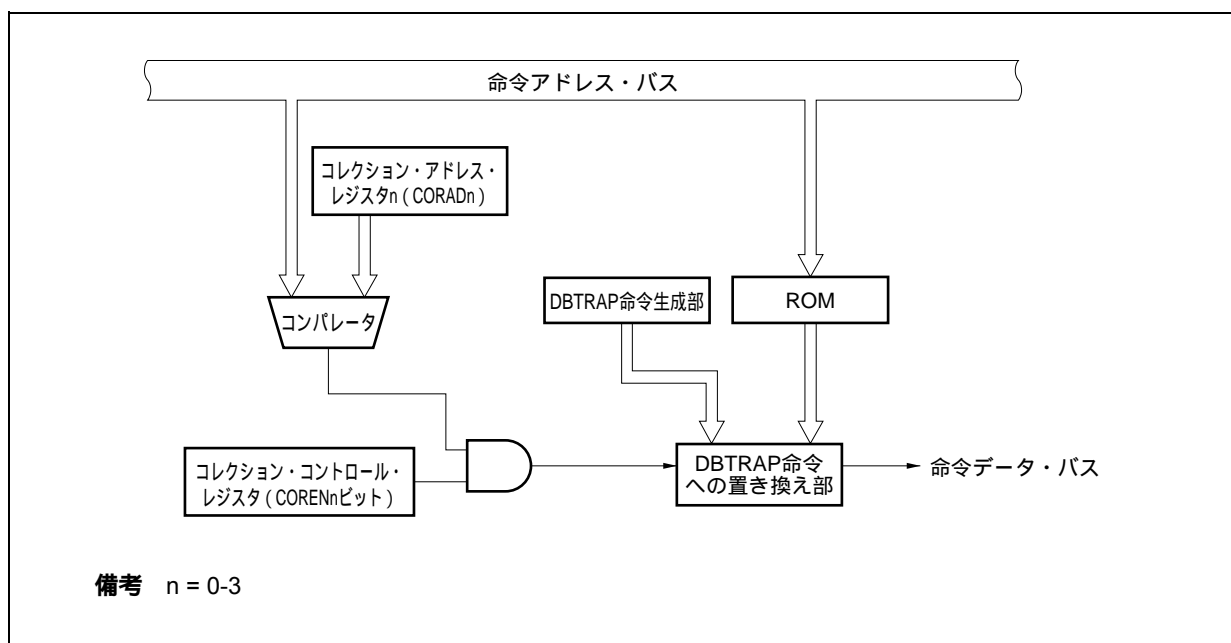 命令アドレス・バス
コレクション・アドレス・
レジスタn（CORADn）
コンパレータ
DBTRAP命令生成部
ROM
コレクション・コントロール・
レジスタ（CORENnビット）
DBTRAP命令
への置き換え部
命令データ・バス
備考 n = 0-3